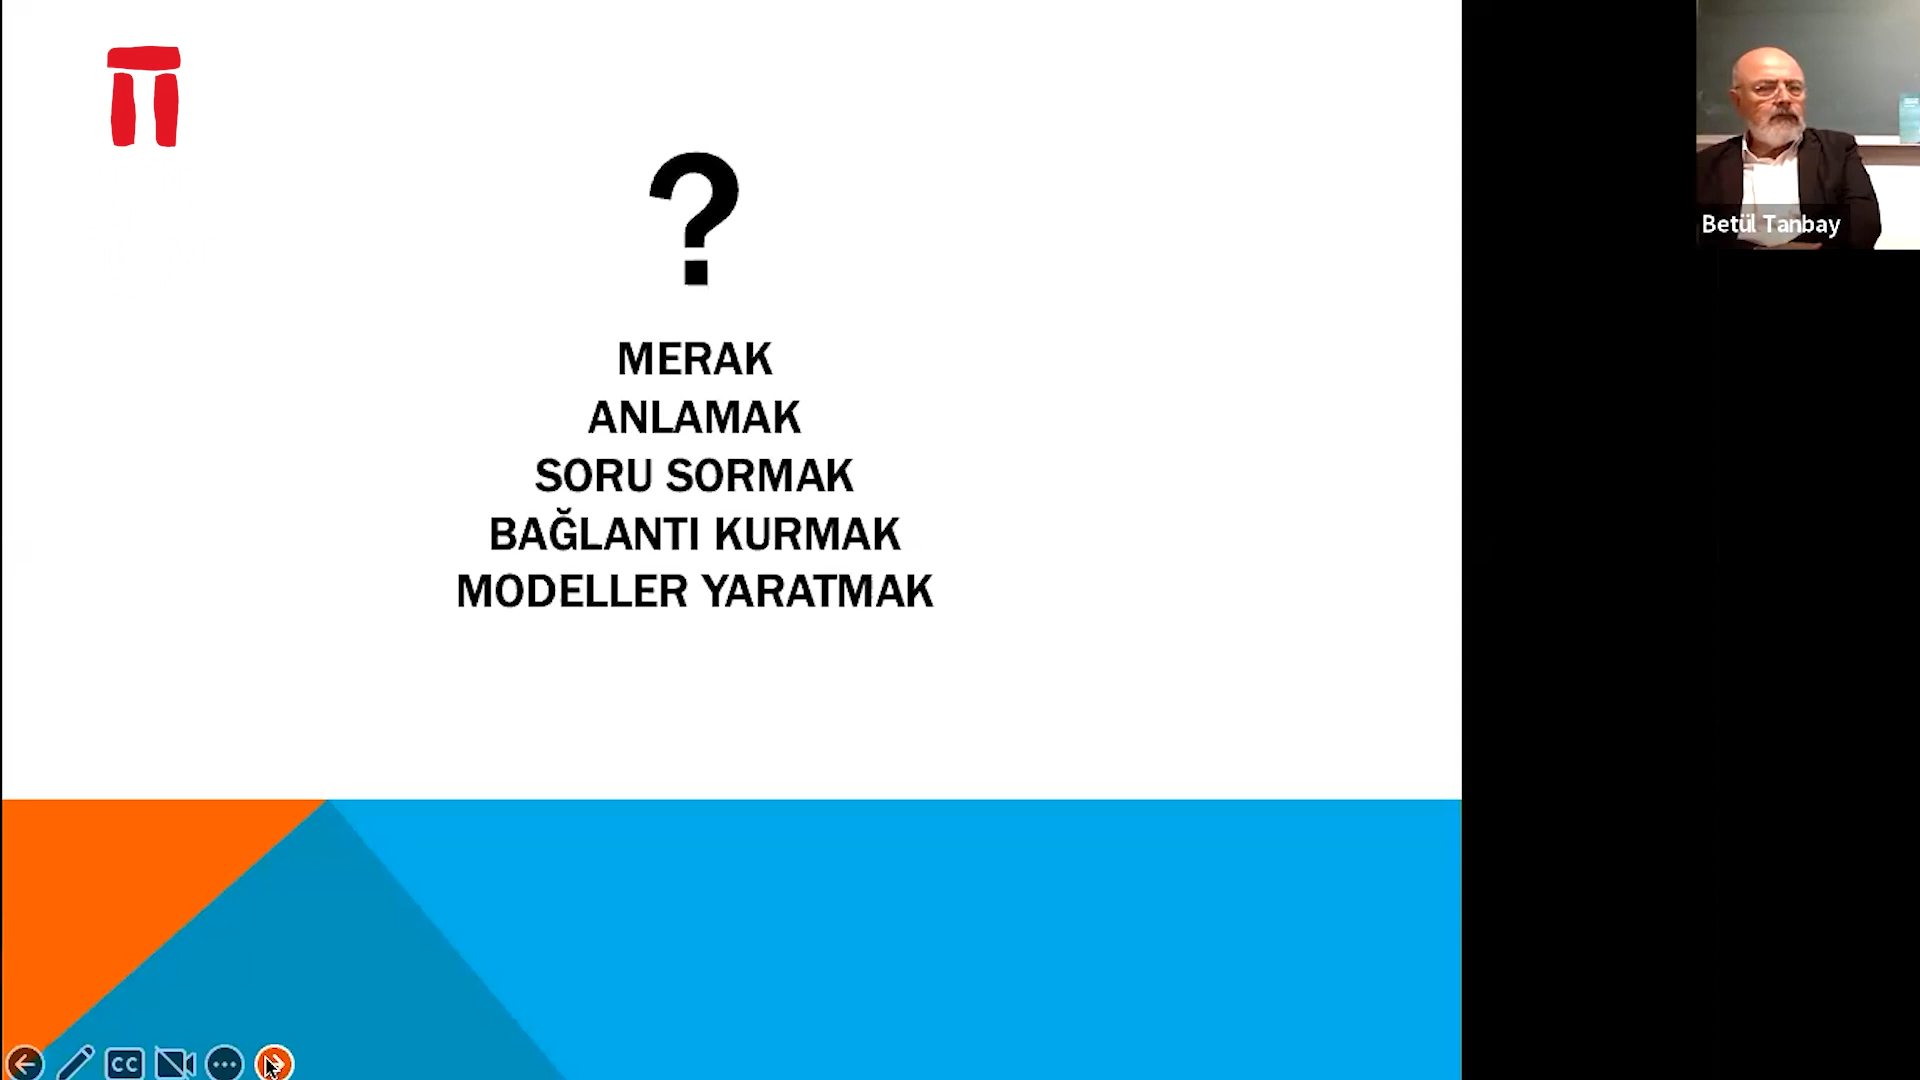 ?
MERAK
ANLAMAK
SORU SORMAK
BAĞLANTI KURMAK
MODELLER YARATMAK
Betül Tanbay
CC